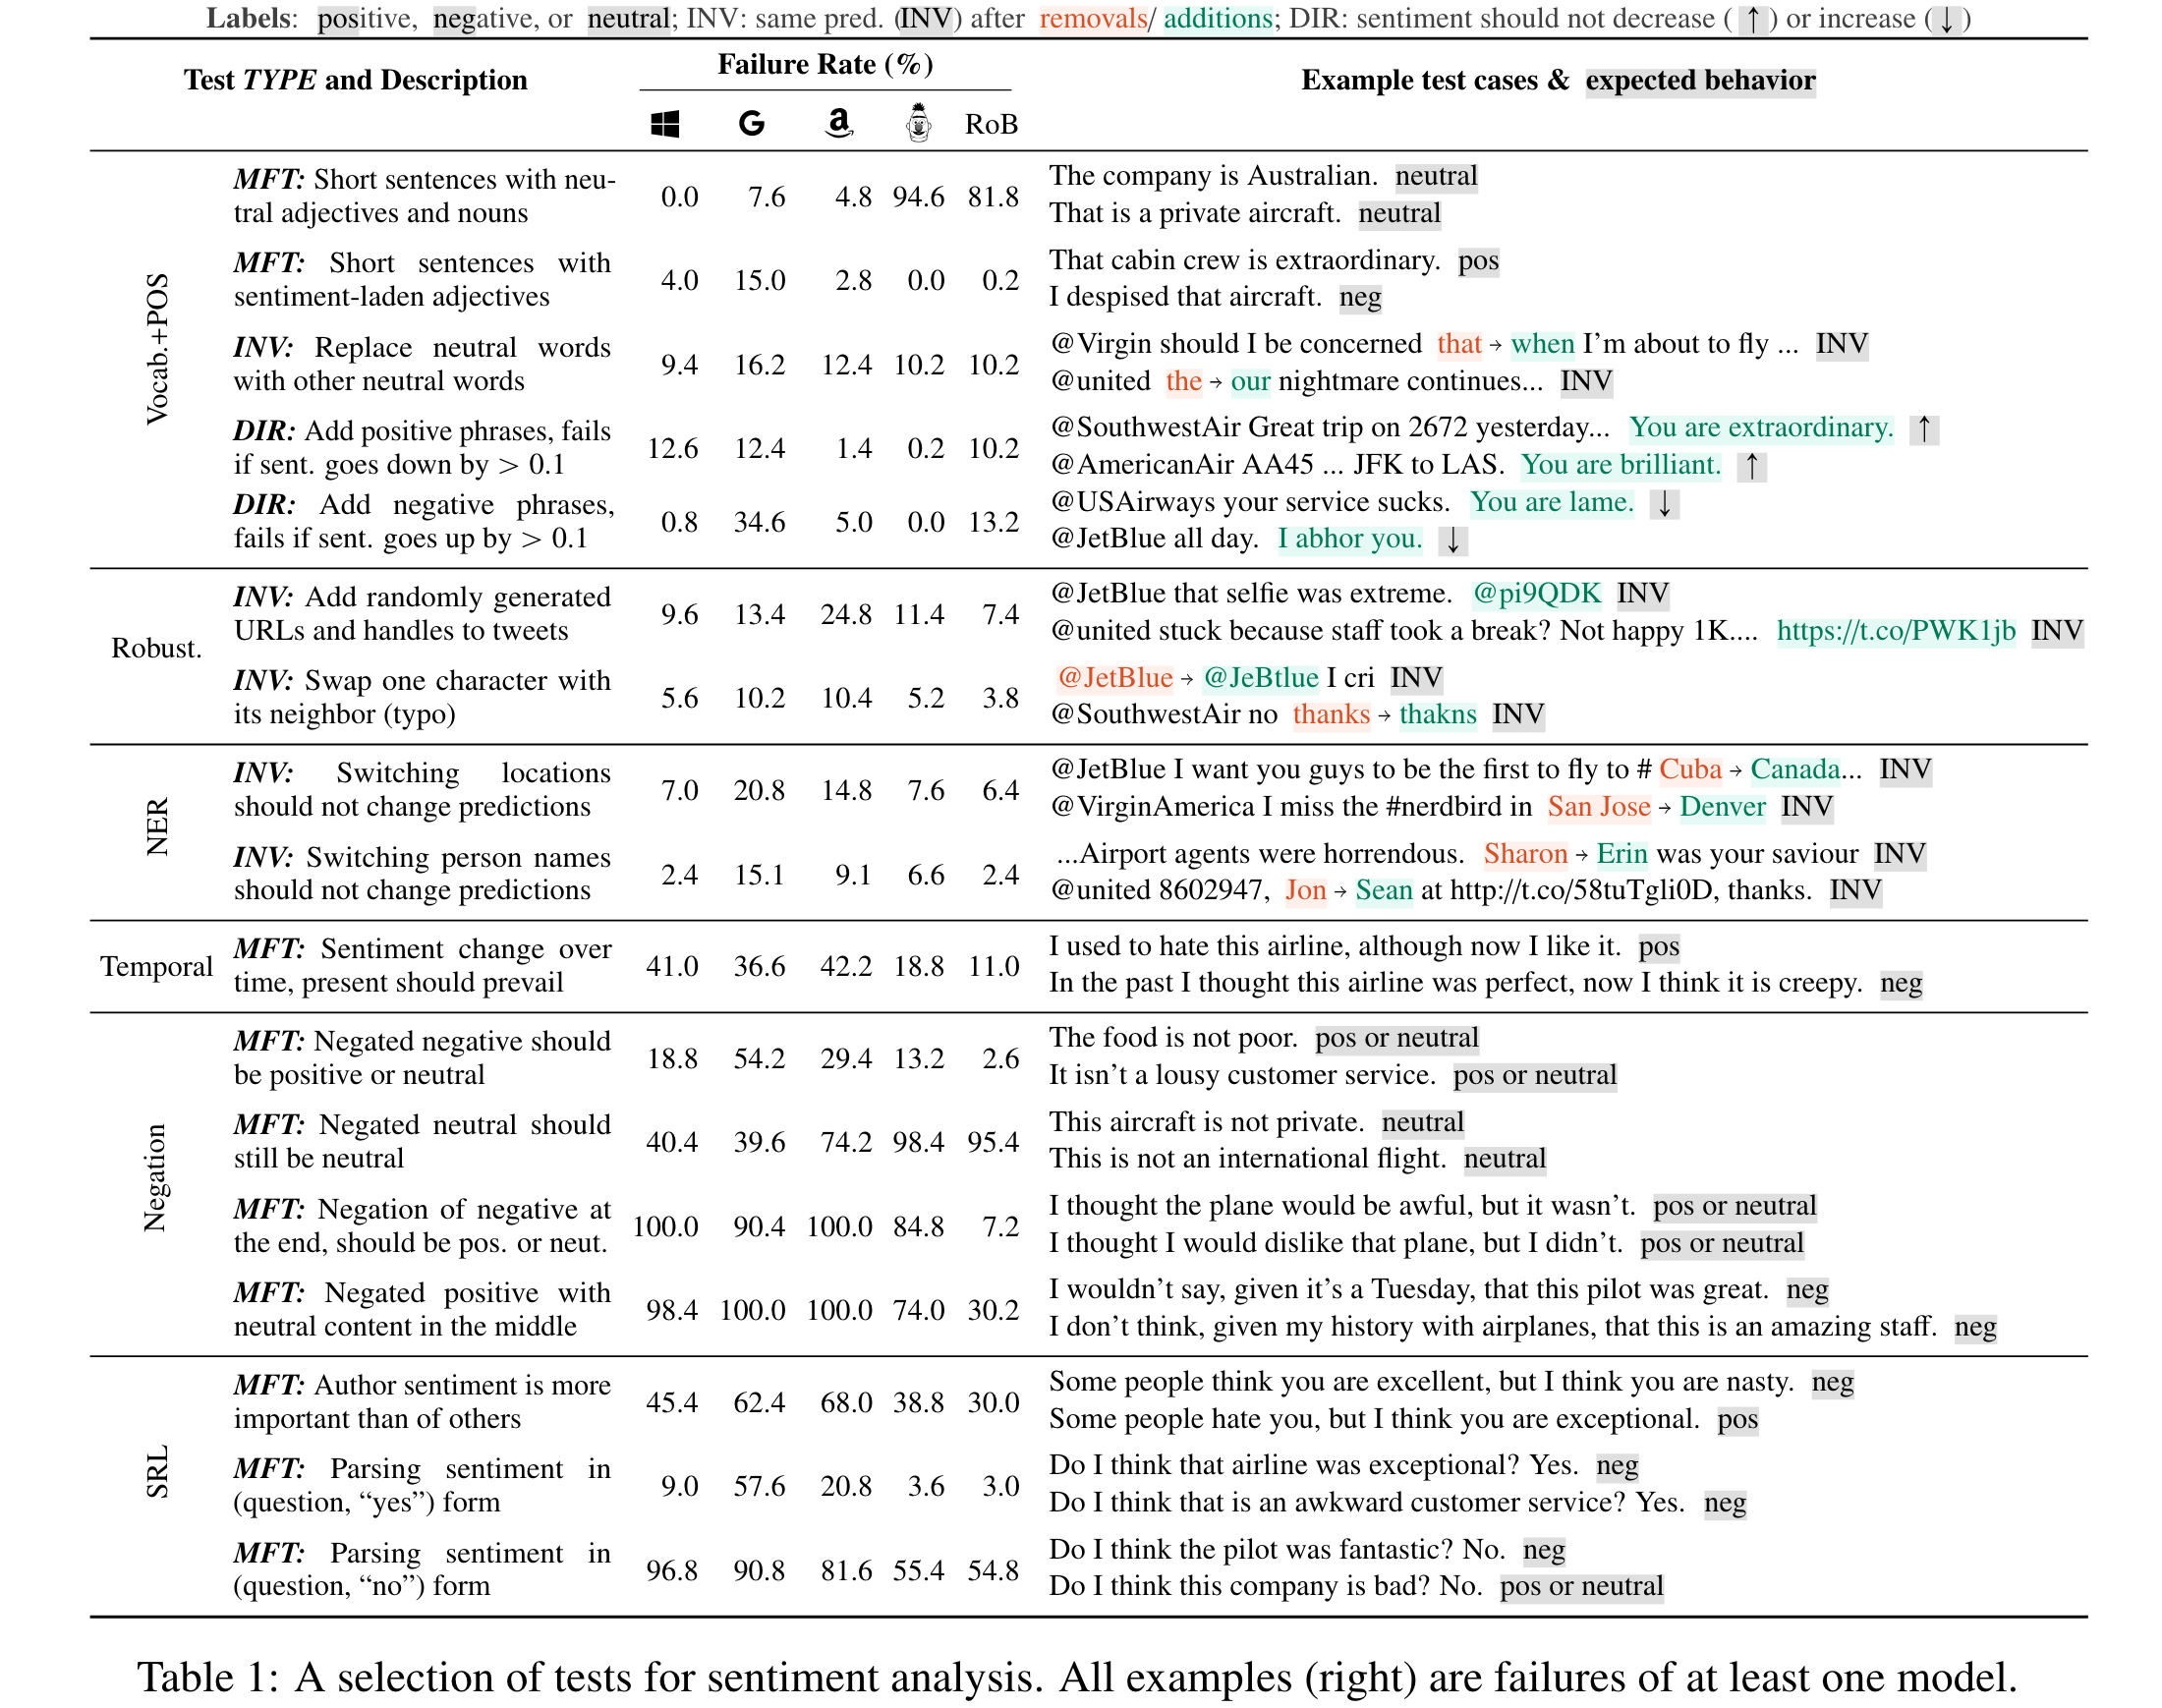 Labels: positive, negative, or neutral; INV: same pred. (INV) after removals/ additions; DIR: sentiment should not decrease ( ↑ ) or increase ( ↓ )
Test TYPE and Description
Failure Rate (%)
Example test cases & expected behavior
G a RoB
Vocab.+POS
MFT: Short sentences with neu-
tral adjectives and nouns
0.0 7.6 4.8 94.6 81.8
The company is Australian. neutral
That is a private aircraft. neutral
MFT: Short sentences with
sentiment-laden adjectives
4.0 15.0 2.8 0.0 0.2
That cabin crew is extraordinary. pos
I despised that aircraft. neg
INV: Replace neutral words
with other neutral words
9.4 16.2 12.4 10.2 10.2
@Virgin should I be concerned that → when I'm about to fly ... INV
@united the → our nightmare continues... INV
DIR: Add positive phrases, fails
if sent. goes down by > 0.1
12.6 12.4 1.4 0.2 10.2
@SouthwestAir Great trip on 2672 yesterday... You are extraordinary. ↑
@AmericanAir AA45 ... JFK to LAS. You are brilliant. ↑
DIR: Add negative phrases,
fails if sent. goes up by > 0.1
0.8 34.6 5.0 0.0 13.2
@USAirways your service sucks. You are lame. ↓
@JetBlue all day. I abhor you. ↓
Robust.
INV: Add randomly generated
URLs and handles to tweets
9.6 13.4 24.8 11.4 7.4
@JetBlue that selfie was extreme. @pi9QDK INV
@united stuck because staff took a break? Not happy 1K.... https://t.co/PWK1jb INV
INV: Swap one character with
its neighbor (typo)
5.6 10.2 10.4 5.2 3.8
@JetBlue → @JeBtlue I cri INV
@SouthwestAir no thanks → thakns INV
NER
INV: Switching locations
should not change predictions
7.0 20.8 14.8 7.6 6.4
@JetBlue I want you guys to be the first to fly to # Cuba → Canada... INV
@VirginAmerica I miss the #nerdbird in San Jose → Denver INV
INV: Switching person names
should not change predictions
2.4 15.1 9.1 6.6 2.4
...Airport agents were horrendous. Sharon → Erin was your saviour INV
@united 8602947, Jon → Sean at http://t.co/58tuTgli0D, thanks. INV
Temporal
MFT: Sentiment change over
time, present should prevail
41.0 36.6 42.2 18.8 11.0
I used to hate this airline, although now I like it. pos
In the past I thought this airline was perfect, now I think it is creepy. neg
Negation
MFT: Negated negative should
be positive or neutral
18.8 54.2 29.4 13.2 2.6
The food is not poor. pos or neutral
It isn't a lousy customer service. pos or neutral
MFT: Negated neutral should
still be neutral
40.4 39.6 74.2 98.4 95.4
This aircraft is not private. neutral
This is not an international flight. neutral
MFT: Negation of negative at
the end, should be pos. or neut.
100.0 90.4 100.0 84.8 7.2
I thought the plane would be awful, but it wasn't. pos or neutral
I thought I would dislike that plane, but I didn't. pos or neutral
MFT: Negated positive with
neutral content in the middle
98.4 100.0 100.0 74.0 30.2
I wouldn't say, given it's a Tuesday, that this pilot was great. neg
I don't think, given my history with airplanes, that this is an amazing staff. neg
SRL
MFT: Author sentiment is more
important than of others
45.4 62.4 68.0 38.8 30.0
Some people think you are excellent, but I think you are nasty. neg
Some people hate you, but I think you are exceptional. pos
MFT: Parsing sentiment in
(question, “yes”) form
9.0 57.6 20.8 3.6 3.0
Do I think that airline was exceptional? Yes. neg
Do I think that is an awkward customer service? Yes. neg
MFT: Parsing sentiment in
(question, “no”) form
96.8 90.8 81.6 55.4 54.8
Do I think the pilot was fantastic? No. neg
Do I think this company is bad? No. pos or neutral
Table 1: A selection of tests for sentiment analysis. All examples (right) are failures of at least one model.